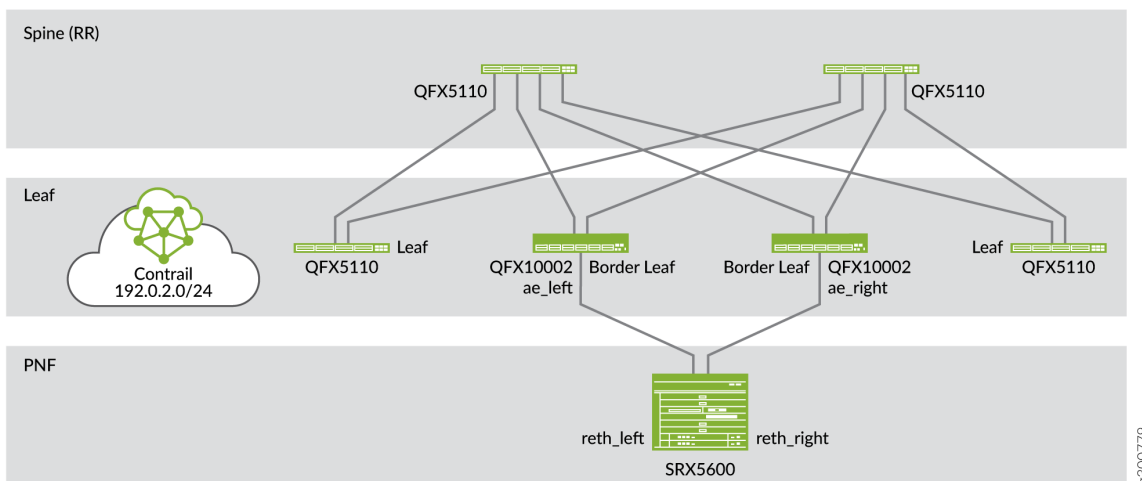 Spine (RR)
QFX5110
QFX5110
Leaf
Contrail
192.0.2.0/24
Leaf
QFX5110
QFX10002
Border Leaf
ae_left
Border Leaf
QFX10002
ae_right
Leaf
QFX5110
PNF
reth_left
reth_right
SRX5600